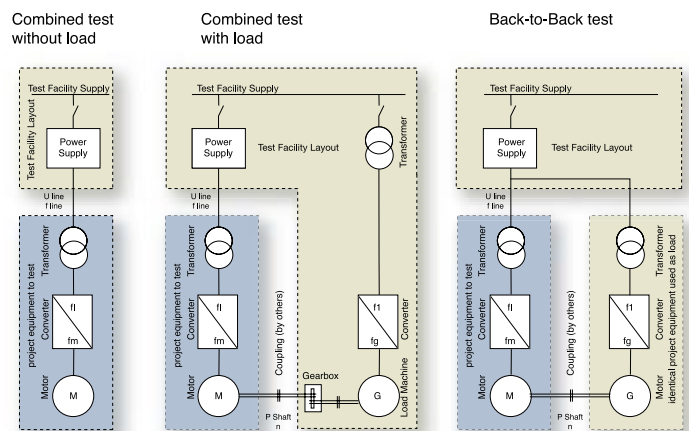 Combined test
without load
Test Facility Supply
Test Facility Layout
Power
Supply
U line
f line
project equipment to test
Transformer
Converter
fl
fm
Motor
M
Combined test
with load
Test Facility Supply
Power
Supply
Test Facility Layout
Transformer
U line
f line
project equipment to test
Transformer
Converter
fl
fm
Coupling (by others)
f1
fg
Converter
Motor
M
Gearbox
G
Load Machine
P Shaft
n
Back-to-Back test
Test Facility Supply
Power
Supply
Test Facility Layout
U line
f line
project equipment to test
Transformer
Converter
fl
fm
Motor
M
Coupling (by others)
P Shaft
n
Transformer
f1
fg
Converter
G
Motor
identical project equipment used as load